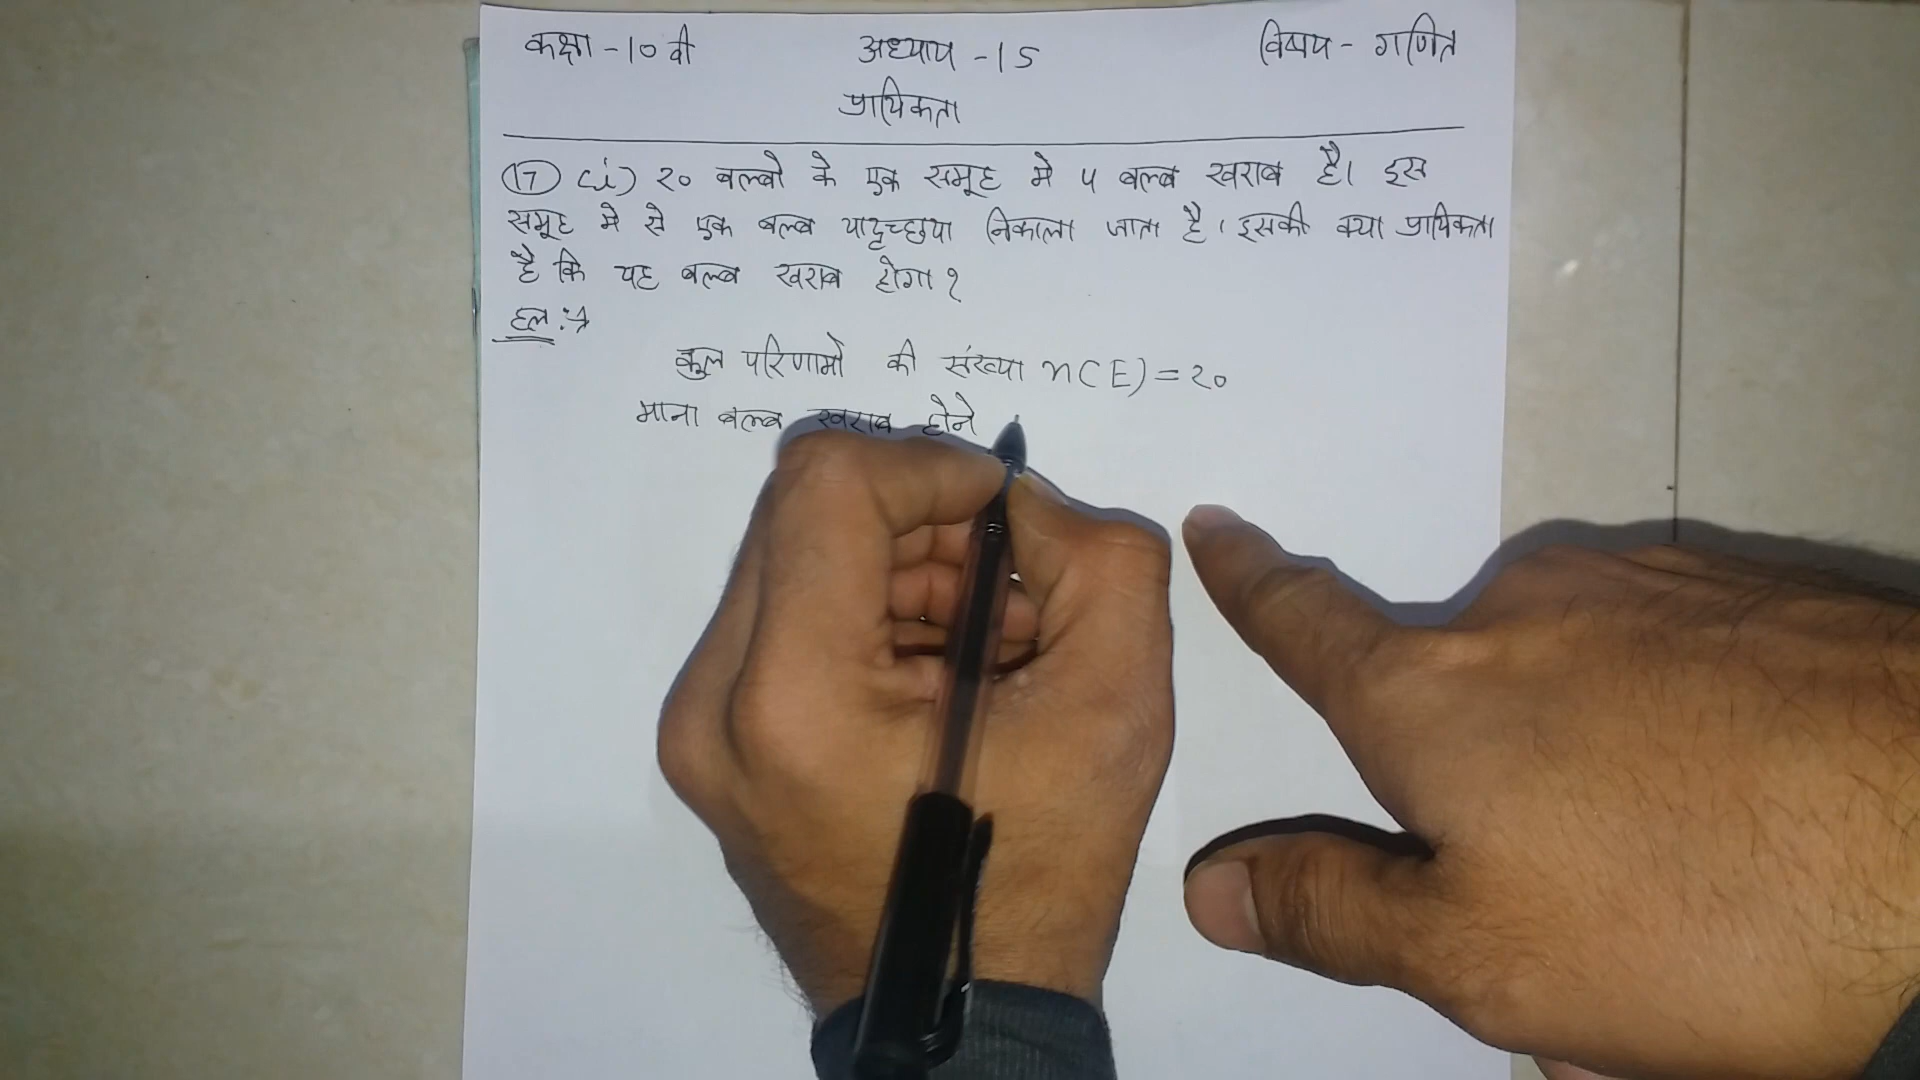 कक्षा - 10 वी अध्याय - 15 विषय - गणित
प्रायिकता
17 (i) 20 बल्बो के एक समूह मे 4 बल्ब खराब है। इस
समूह मे से एक बल्ब यादृच्छया निकाला जाता है। इसकी क्या प्रायिकता
है कि यह बल्ब खराब होगा ?
हल :→
कुल परिणामों की संख्या n(E) = 20
माना बल्ब खराब होने